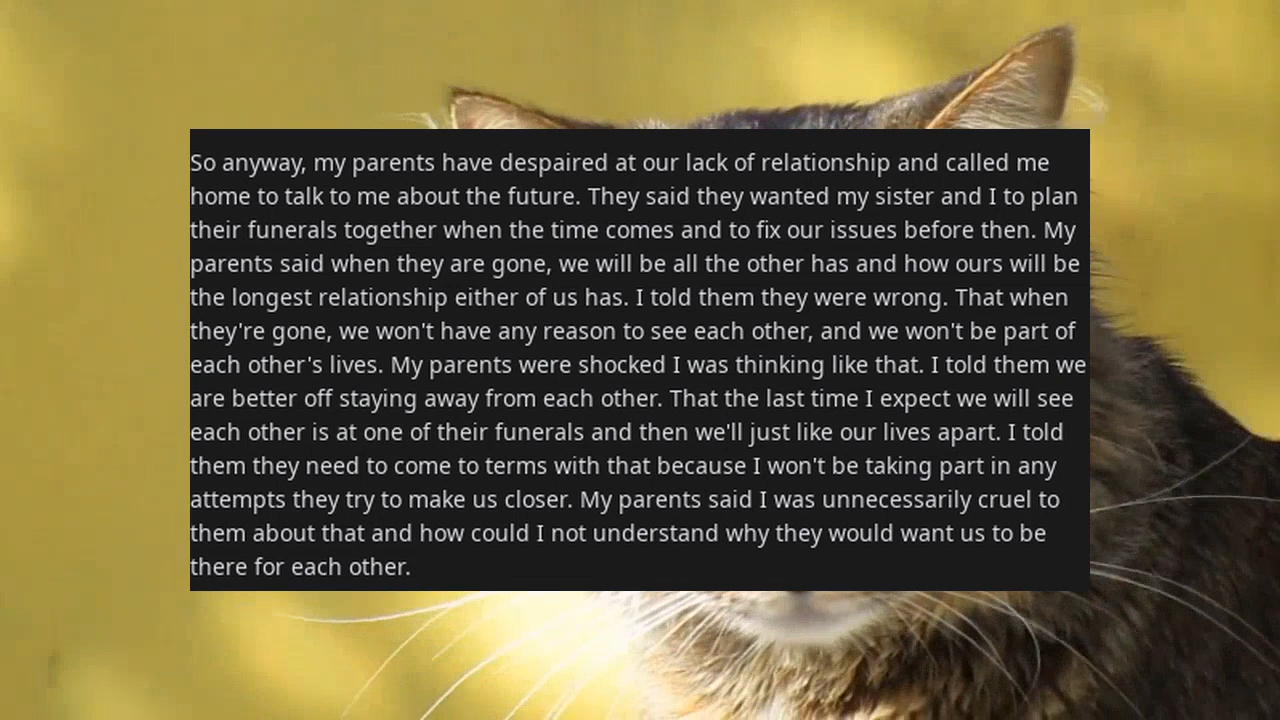 So anyway, my parents have despaired at our lack of relationship and called me
home to talk to me about the future. They said they wanted my sister and I to plan
their funerals together when the time comes and to fix our issues before then. My
parents said when they are gone, we will be all the other has and how ours will be
the longest relationship either of us has. I told them they were wrong. That when
they're gone, we won't have any reason to see each other, and we won't be part of
each other's lives. My parents were shocked I was thinking like that. I told them we
are better off staying away from each other. That the last time I expect we will see
each other is at one of their funerals and then we'll just like our lives apart. I told
them they need to come to terms with that because I won't be taking part in any
attempts they try to make us closer. My parents said I was unnecessarily cruel to
them about that and how could I not understand why they would want us to be
there for each other.